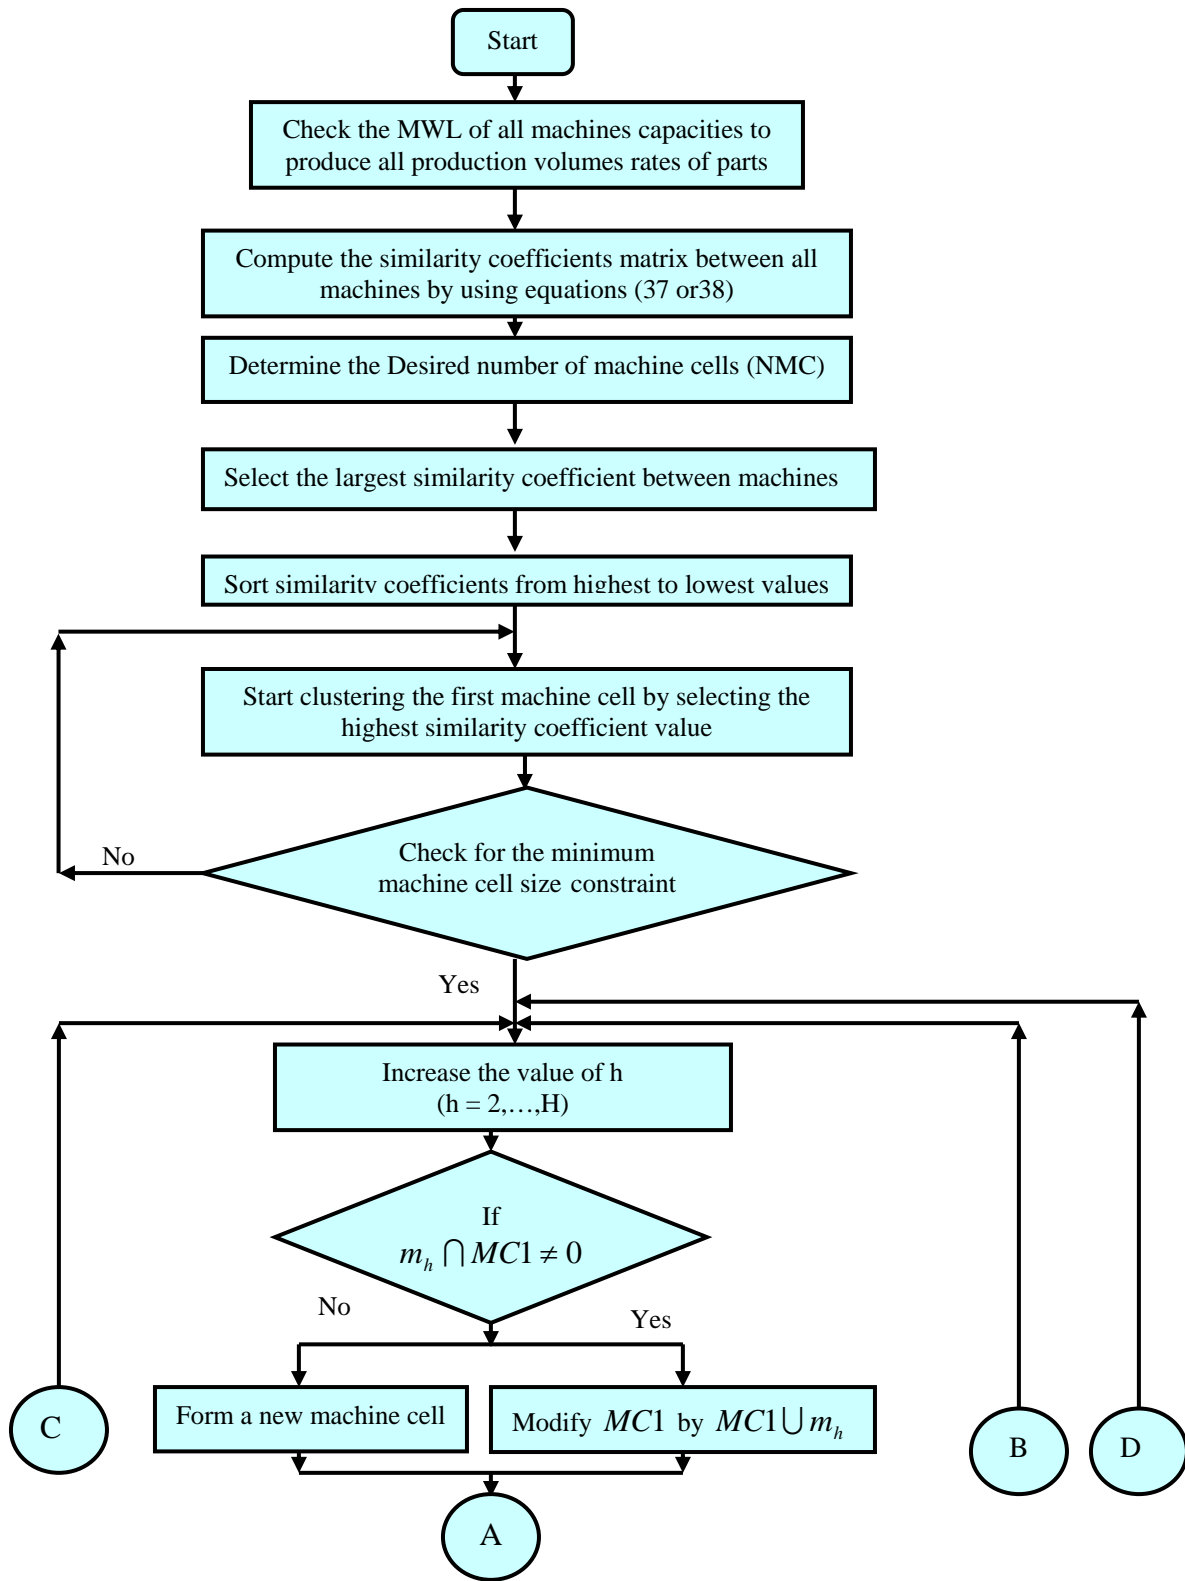 Start
Check the MWL of all machines capacities to
produce all production volumes rates of parts
Compute the similarity coefficients matrix between all
machines by using equations (37 or38)
Determine the Desired number of machine cells (NMC)
Select the largest similarity coefficient between machines
Sort similarity coefficients from highest to lowest values
Start clustering the first machine cell by selecting the
highest similarity coefficient value
No
Check for the minimum
machine cell size constraint
Yes
Increase the value of h
(h = 2,…,H)
If
m_h ⋂ MC1 ≠ 0
No
Yes
C
Form a new machine cell
Modify MC1 by MC1 ⋃ m_h
B
D
A